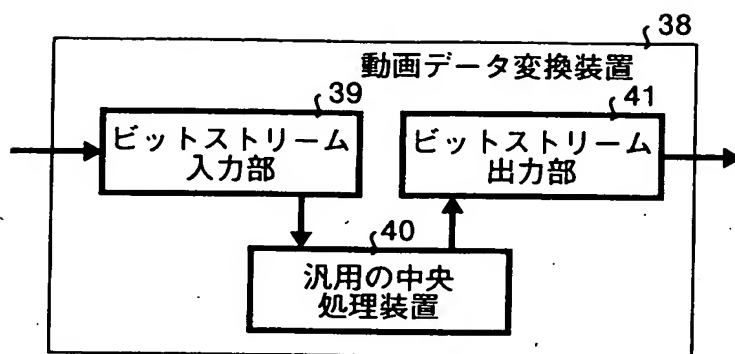 38
動画データ変換装置
39
ビットストリーム
入力部
41
ビットストリーム
出力部
40
汎用の中央
処理装置